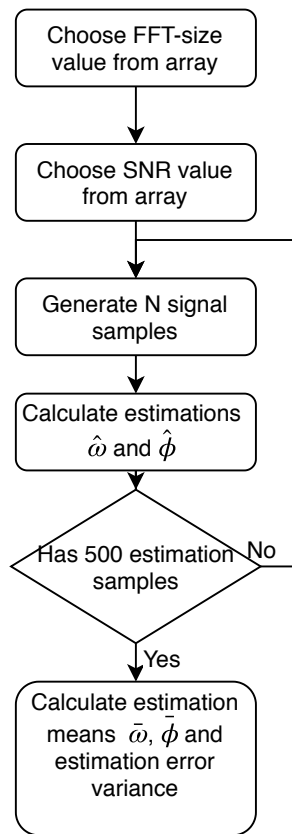 Choose FFT-size
value from array
Choose SNR value
from array
Generate N signal
samples
Calculate estimations
ω̂ and ϕ̂
Has 500 estimation
samples
No
Yes
Calculate estimation
means ω̄, ϕ̄ and
estimation error
variance